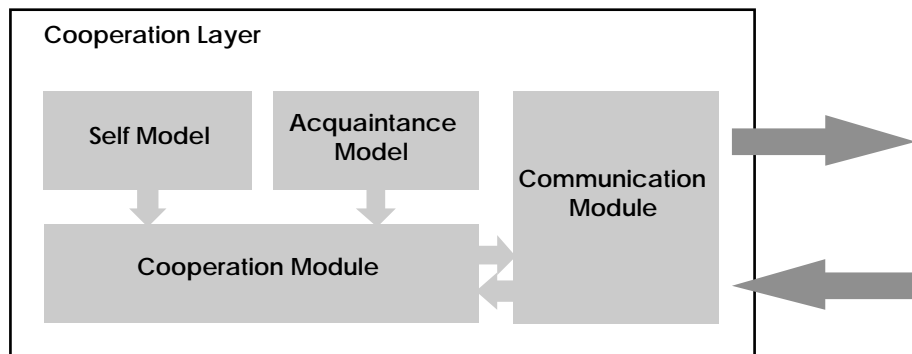 Cooperation Layer
Self Model
Acquaintance
Model
Communication
Module
Cooperation Module